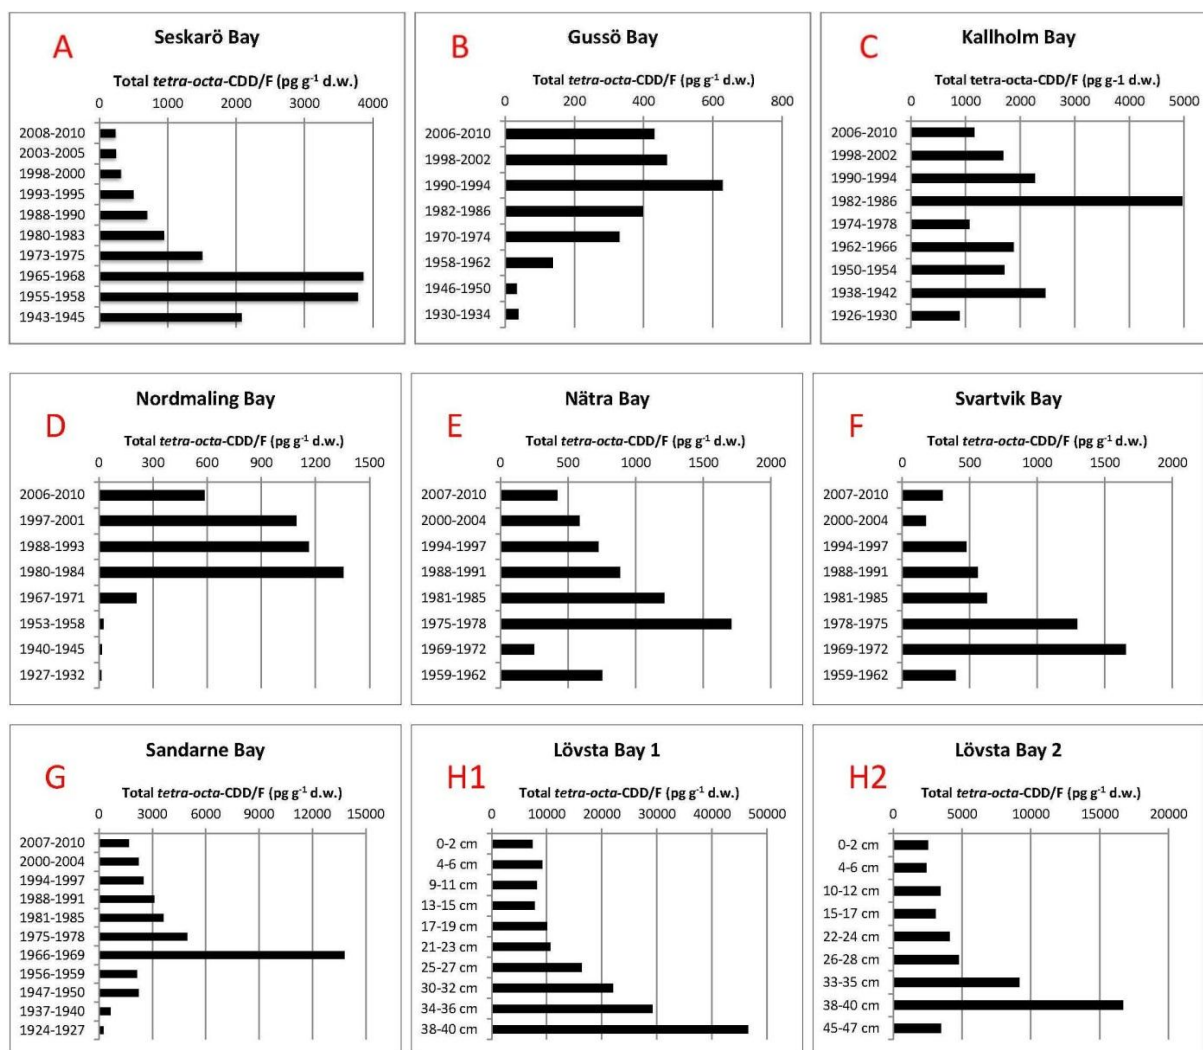 A
Seskarö Bay
Total tetra-octa-CDD/F (pg g⁻¹ d.w.)
0 1000 2000 3000 4000
2008-2010
2003-2005
1998-2000
1993-1995
1988-1990
1980-1983
1973-1975
1965-1968
1955-1958
1943-1945
B
Gussö Bay
Total tetra-octa-CDD/F (pg g⁻¹ d.w.)
0 200 400 600 800
2006-2010
1998-2002
1990-1994
1982-1986
1970-1974
1958-1962
1946-1950
1930-1934
C
Kallholm Bay
Total tetra-octa-CDD/F (pg g-1 d.w.)
0 1000 2000 3000 4000 5000
2006-2010
1998-2002
1990-1994
1982-1986
1974-1978
1962-1966
1950-1954
1938-1942
1926-1930
D
Nordmaling Bay
Total tetra-octa-CDD/F (pg g⁻¹ d.w.)
0 300 600 900 1200 1500
2006-2010
1997-2001
1988-1993
1980-1984
1967-1971
1953-1958
1940-1945
1927-1932
E
Nätra Bay
Total tetra-octa-CDD/F (pg g⁻¹ d.w.)
0 500 1000 1500 2000
2007-2010
2000-2004
1994-1997
1988-1991
1981-1985
1975-1978
1969-1972
1959-1962
F
Svartvik Bay
Total tetra-octa-CDD/F (pg g⁻¹ d.w.)
0 500 1000 1500 2000
2007-2010
2000-2004
1994-1997
1988-1991
1981-1985
1978-1975
1969-1972
1959-1962
G
Sandarne Bay
Total tetra-octa-CDD/F (pg g⁻¹ d.w.)
0 3000 6000 9000 12000 15000
2007-2010
2000-2004
1994-1997
1988-1991
1981-1985
1975-1978
1966-1969
1956-1959
1947-1950
1937-1940
1924-1927
H1
Lövsta Bay 1
Total tetra-octa-CDD/F (pg g⁻¹ d.w.)
0 10000 20000 30000 40000 50000
0-2 cm
4-6 cm
9-11 cm
13-15 cm
17-19 cm
21-23 cm
25-27 cm
30-32 cm
34-36 cm
38-40 cm
H2
Lövsta Bay 2
Total tetra-octa-CDD/F (pg g⁻¹ d.w.)
0 5000 10000 15000 20000
0-2 cm
4-6 cm
10-12 cm
15-17 cm
22-24 cm
26-28 cm
33-35 cm
38-40 cm
45-47 cm